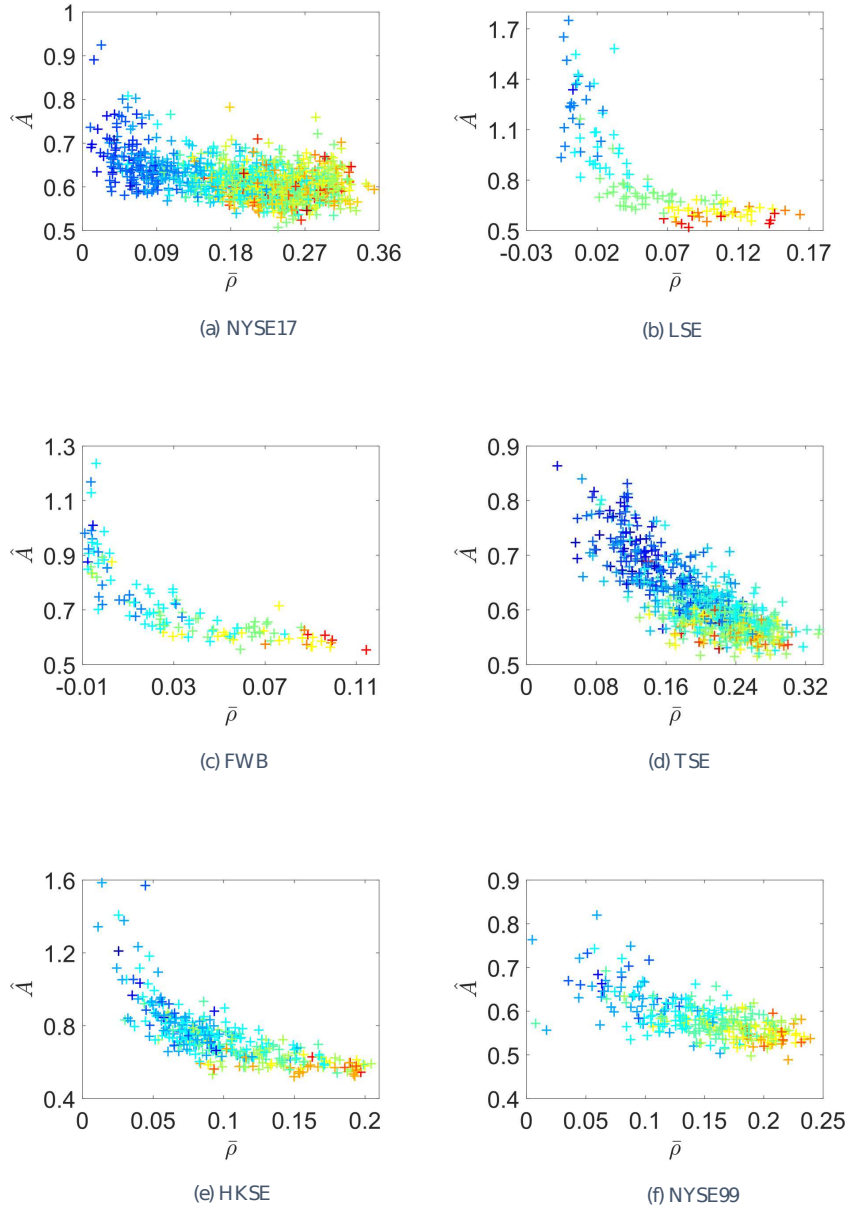 1
0.9
0.8
Â
0.7
0.6
0.5
0 0.09 0.18 0.27 0.36
ρ̄
(a) NYSE17
1.7
1.4
Â
1.1
0.8
0.5
-0.03 0.02 0.07 0.12 0.17
ρ̄
(b) LSE
1.3
1.1
Â
0.9
0.7
0.5
-0.01 0.03 0.07 0.11
ρ̄
(c) FWB
0.9
0.8
Â
0.7
0.6
0.5
0 0.08 0.16 0.24 0.32
ρ̄
(d) TSE
1.6
1.2
Â
0.8
0.4
0 0.05 0.1 0.15 0.2
ρ̄
(e) HKSE
0.9
0.8
0.7
Â
0.6
0.5
0.4
0 0.05 0.1 0.15 0.2 0.25
ρ̄
(f) NYSE99